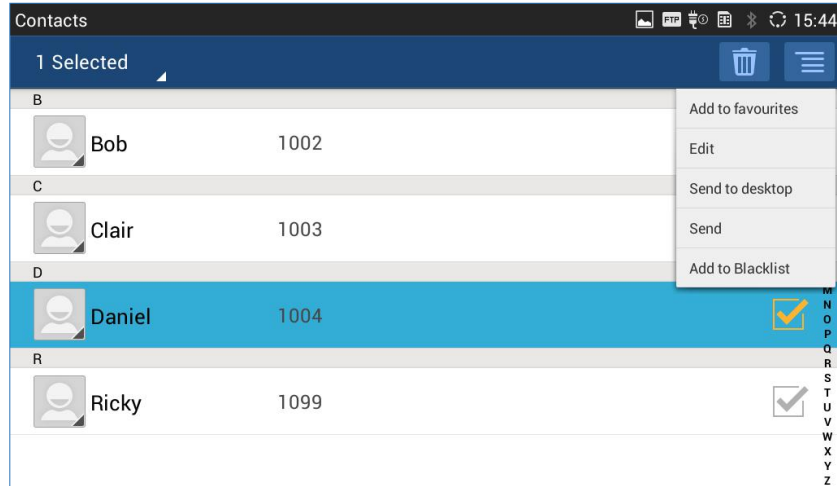 Contacts
FTP
15:44
1 Selected
B
Bob 1002
C
Clair 1003
D
Daniel 1004
R
Ricky 1099
Add to favourites
Edit
Send to desktop
Send
Add to Blacklist
M
N
O
P
Q
R
S
T
U
V
W
X
Y
Z